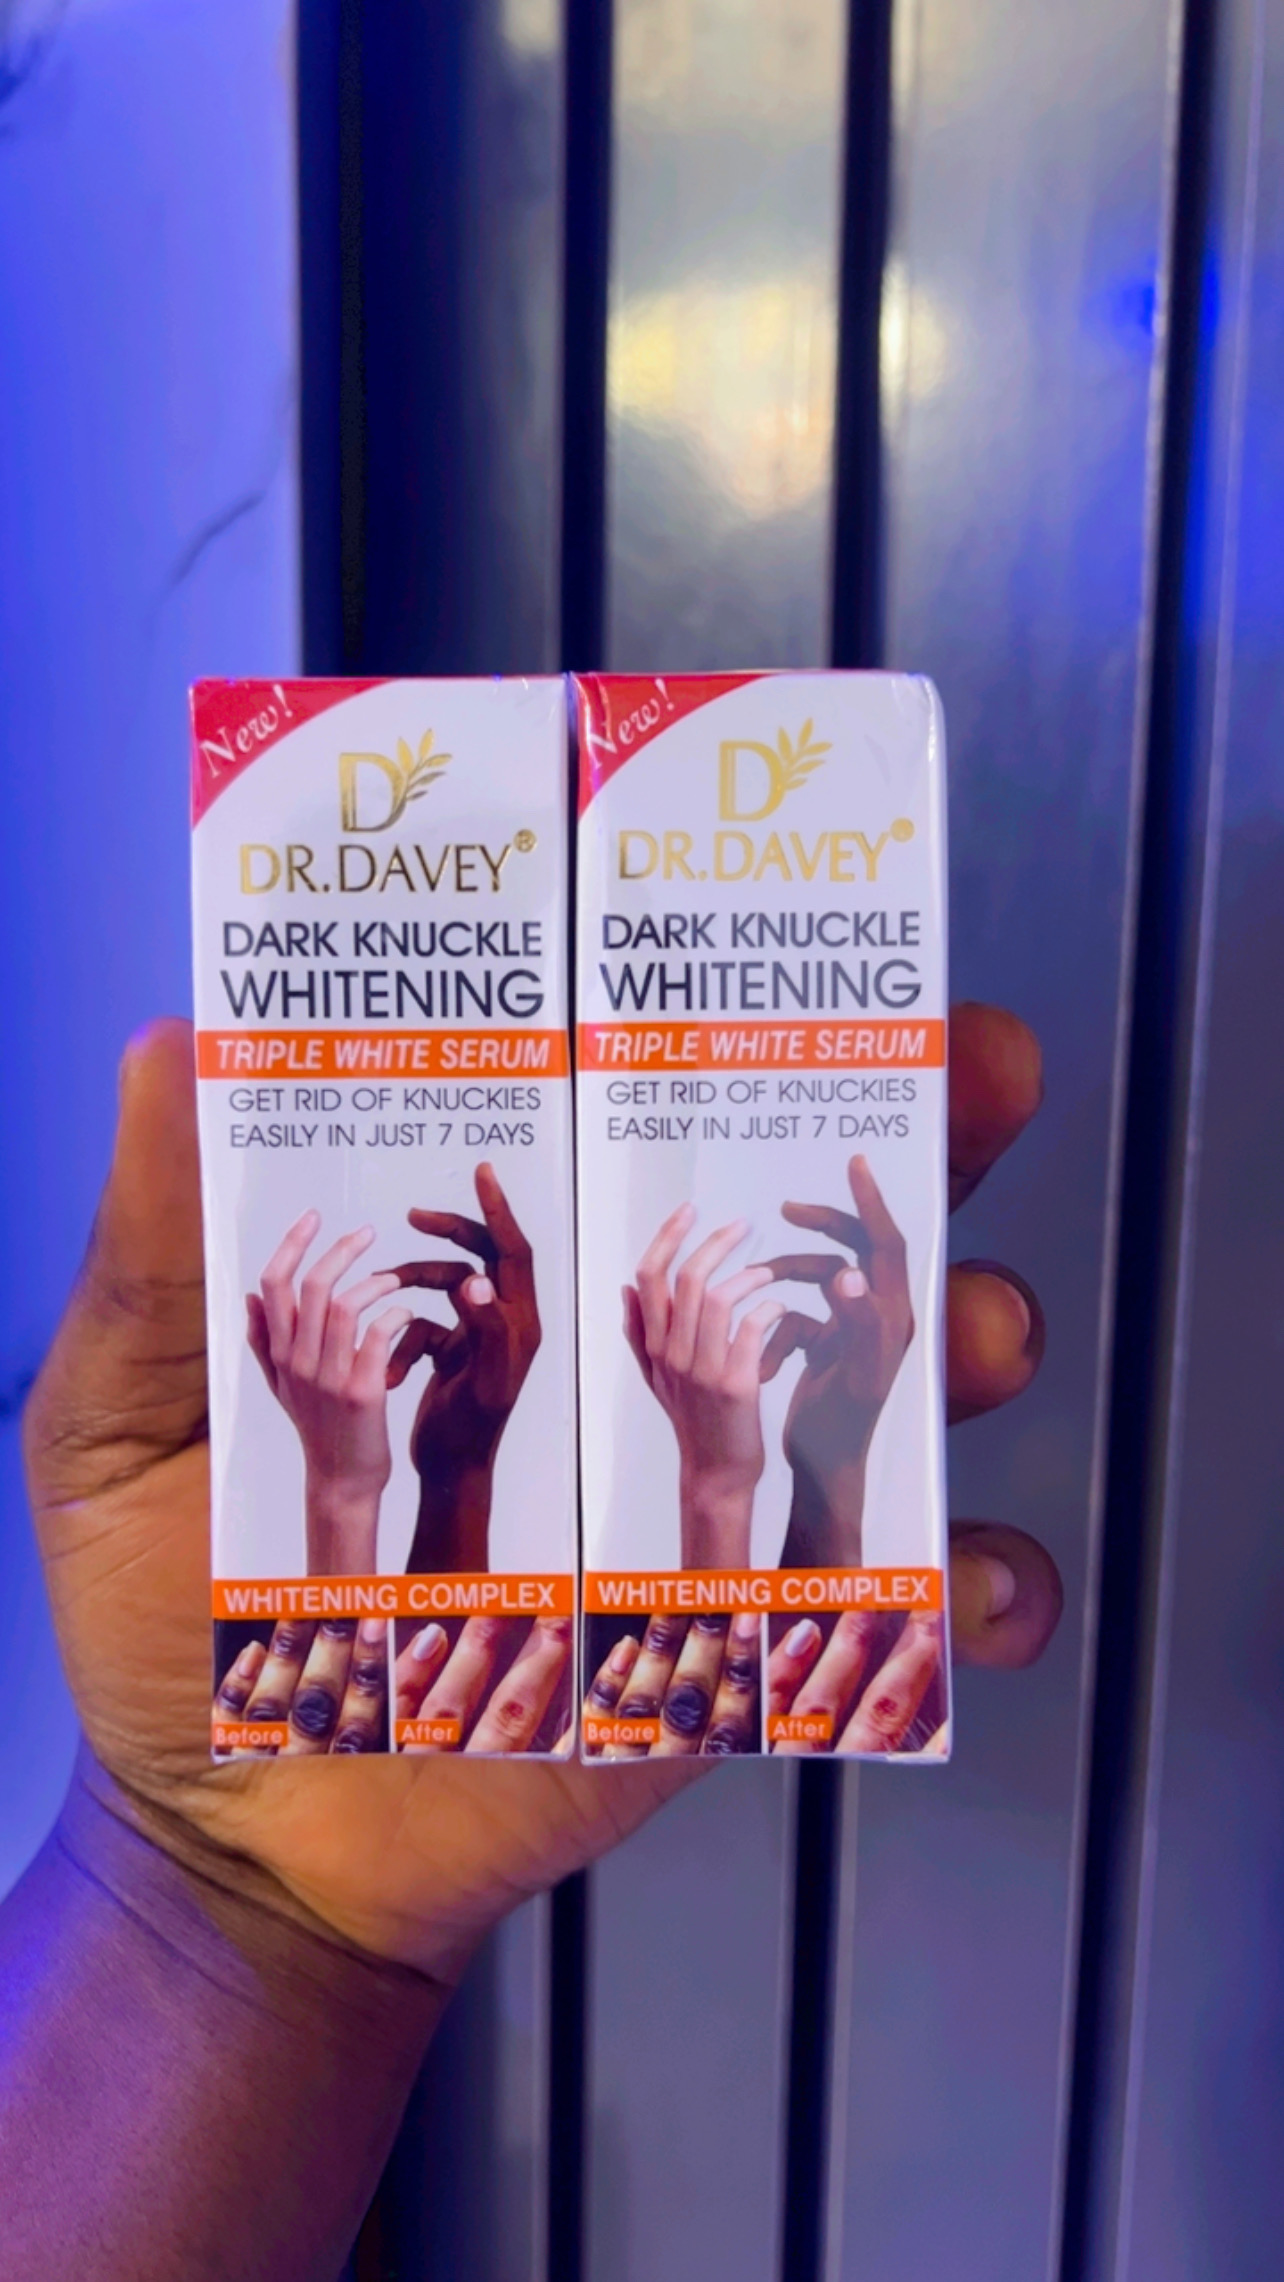 New!
D
DR.DAVEY®
DARK KNUCKLE
WHITENING
TRIPLE WHITE SERUM
GET RID OF KNUCKIES
EASILY IN JUST 7 DAYS
WHITENING COMPLEX
Before
After
New!
D
DR.DAVEY®
DARK KNUCKLE
WHITENING
TRIPLE WHITE SERUM
GET RID OF KNUCKIES
EASILY IN JUST 7 DAYS
WHITENING COMPLEX
Before
After